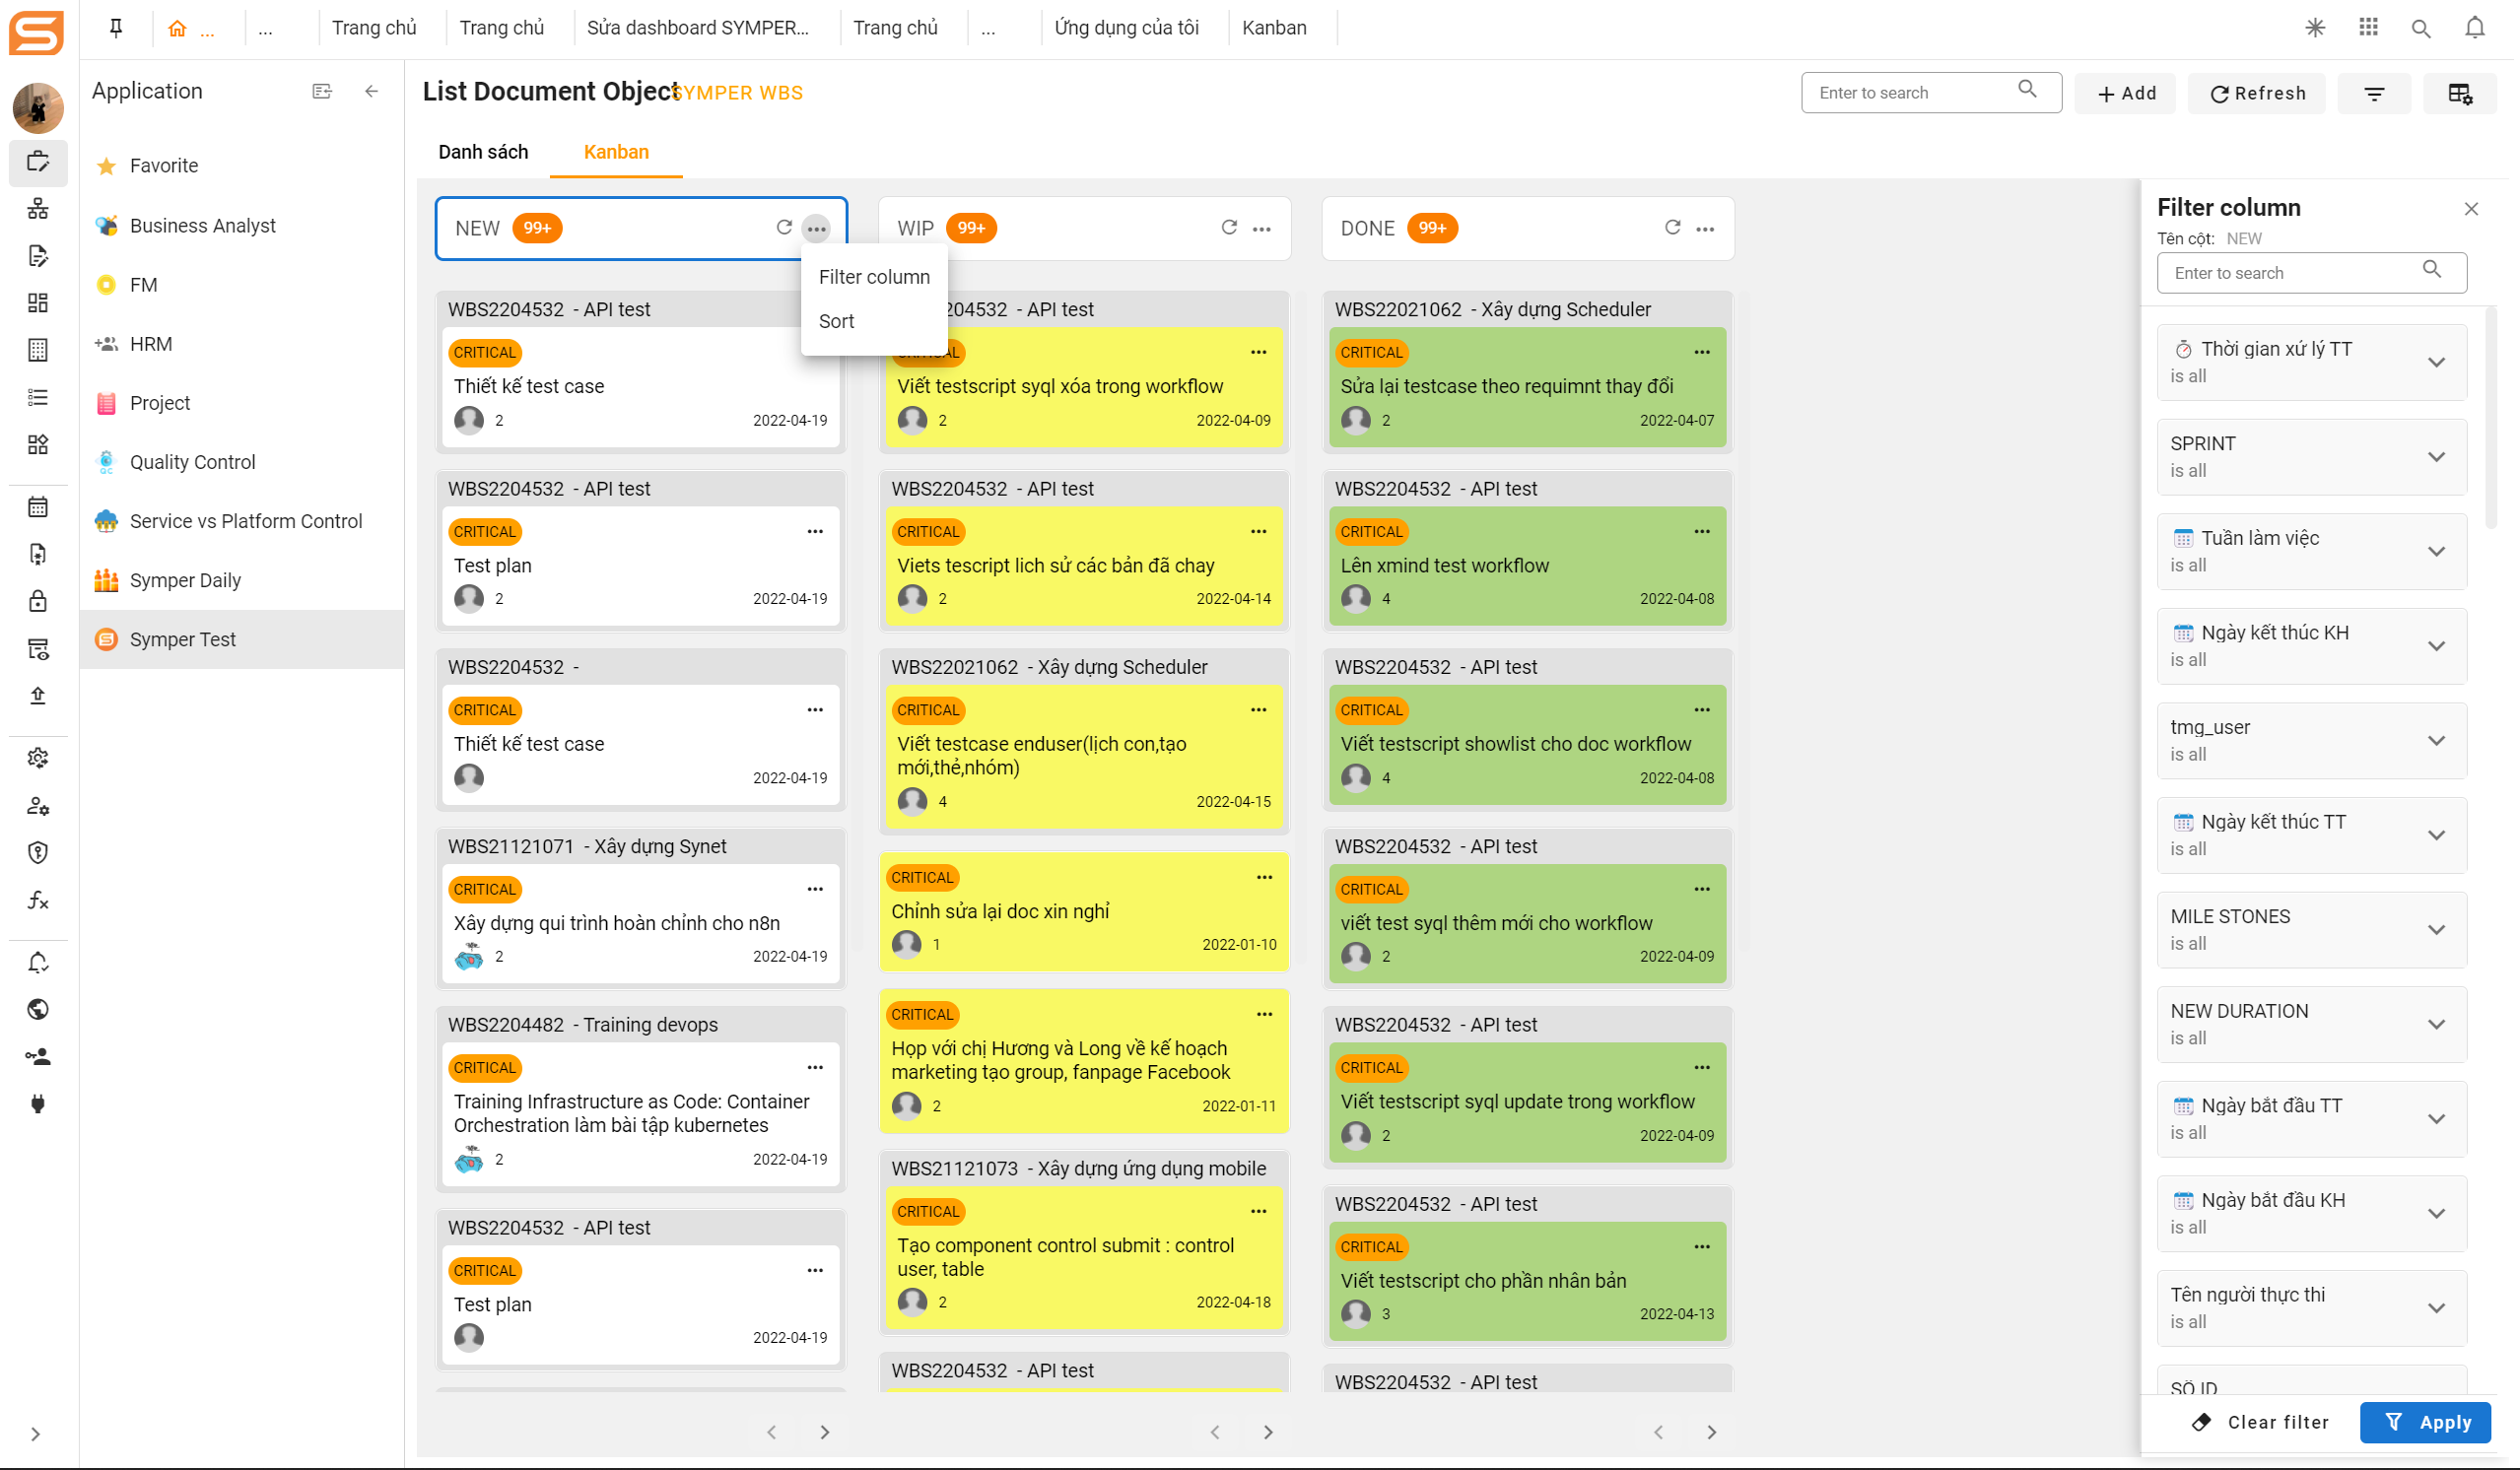 ...
...
Trang chủ
Trang chủ
Sửa dashboard SYMPER...
Trang chủ
...
Ứng dụng của tôi
Kanban
Application
Favorite
Business Analyst
FM
HRM
Project
Quality Control
Service vs Platform Control
Symper Daily
Symper Test
List Document Object
SYMPER WBS
Enter to search
+ Add
Refresh
Danh sách
Kanban
NEW 99+
Filter column
Sort
WBS2204532 - API test
CRITICAL
Thiết kế test case
2 2022-04-19
WBS2204532 - API test
CRITICAL
Test plan
2 2022-04-19
WBS2204532 -
CRITICAL
Thiết kế test case
2022-04-19
WBS21121071 - Xây dựng Synet
CRITICAL
Xây dựng qui trình hoàn chỉnh cho n8n
2 2022-04-19
WBS2204482 - Training devops
CRITICAL
Training Infrastructure as Code: Container
Orchestration làm bài tập kubernetes
2 2022-04-19
WBS2204532 - API test
CRITICAL
Test plan
2022-04-19
WIP 99+
204532 - API test
CRITICAL
Viết testscript syql xóa trong workflow
2 2022-04-09
WBS2204532 - API test
CRITICAL
Viets tescript lich sử các bản đã chay
2 2022-04-14
WBS22021062 - Xây dựng Scheduler
CRITICAL
Viết testcase enduser(lịch con,tạo
mới,thẻ,nhóm)
4 2022-04-15
CRITICAL
Chỉnh sửa lại doc xin nghỉ
1 2022-01-10
CRITICAL
Họp với chị Hương và Long về kế hoạch
marketing tạo group, fanpage Facebook
2 2022-01-11
WBS21121073 - Xây dựng ứng dụng mobile
CRITICAL
Tạo component control submit : control
user, table
2 2022-04-18
WBS2204532 - API test
DONE 99+
WBS22021062 - Xây dựng Scheduler
CRITICAL
Sửa lại testcase theo requimnt thay đổi
2 2022-04-07
WBS2204532 - API test
CRITICAL
Lên xmind test workflow
4 2022-04-08
WBS2204532 - API test
CRITICAL
Viết testscript showlist cho doc workflow
4 2022-04-08
WBS2204532 - API test
CRITICAL
viết test syql thêm mới cho workflow
2 2022-04-09
WBS2204532 - API test
CRITICAL
Viết testscript syql update trong workflow
2 2022-04-09
WBS2204532 - API test
CRITICAL
Viết testscript cho phần nhân bản
3 2022-04-13
WBS2204532 - API test
Filter column
Tên cột: NEW
Enter to search
Thời gian xứ lý TT
is all
SPRINT
is all
Tuần làm việc
is all
Ngày kết thúc KH
is all
tmg_user
is all
Ngày kết thúc TT
is all
MILE STONES
is all
NEW DURATION
is all
Ngày bắt đầu TT
is all
Ngày bắt đầu KH
is all
Tên người thực thi
is all
SỐ ID
Clear filter
Apply